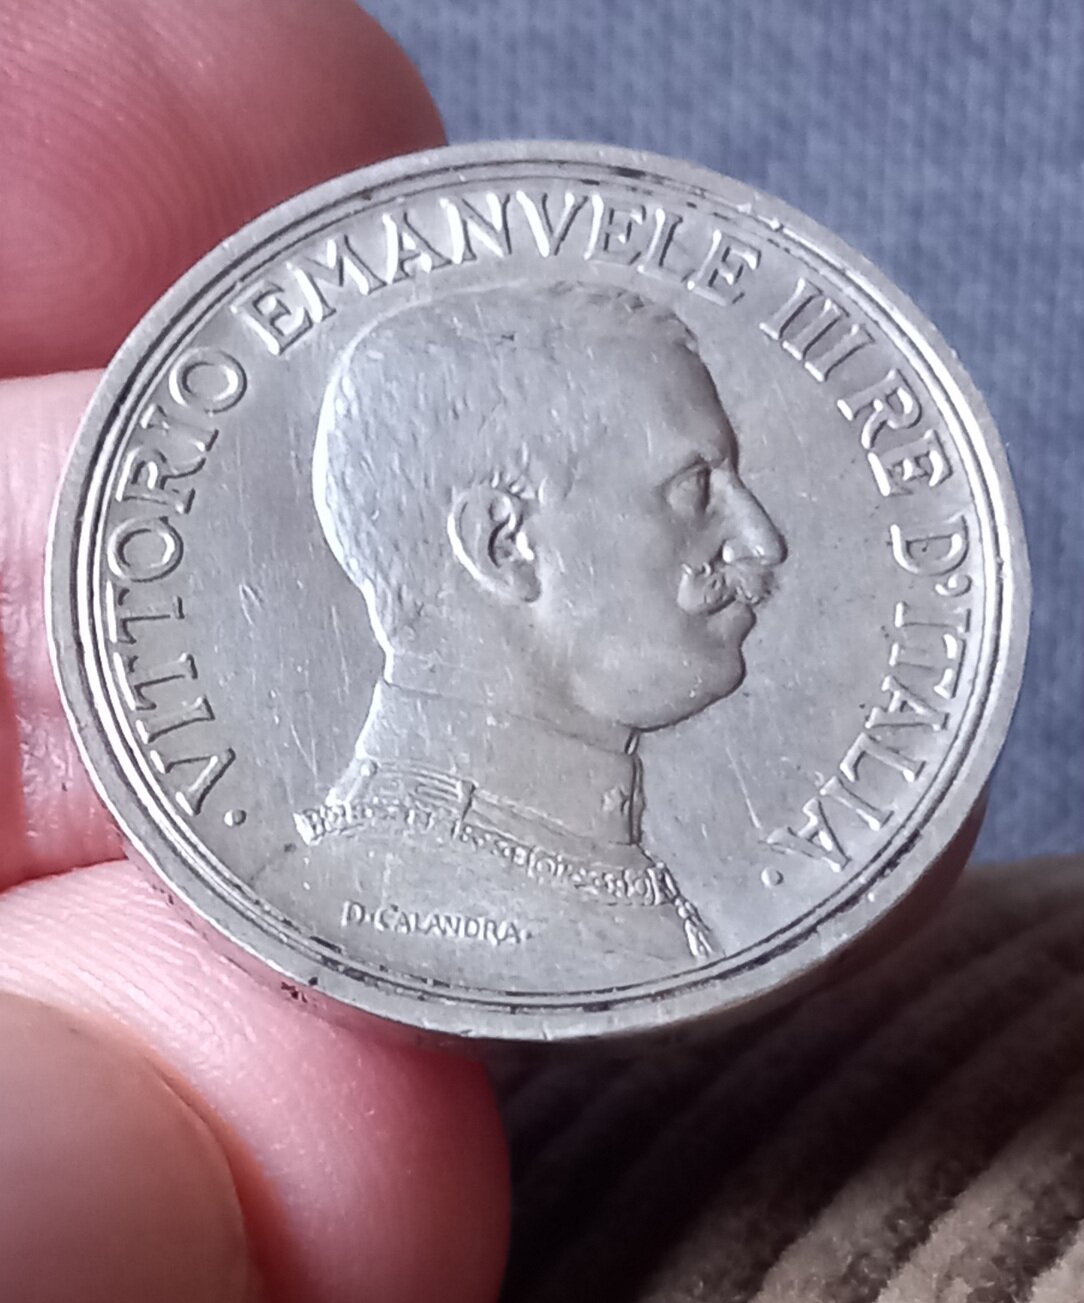 · VITTORIO EMANVELE III RE D'ITALIA ·
D·CALANDRA·